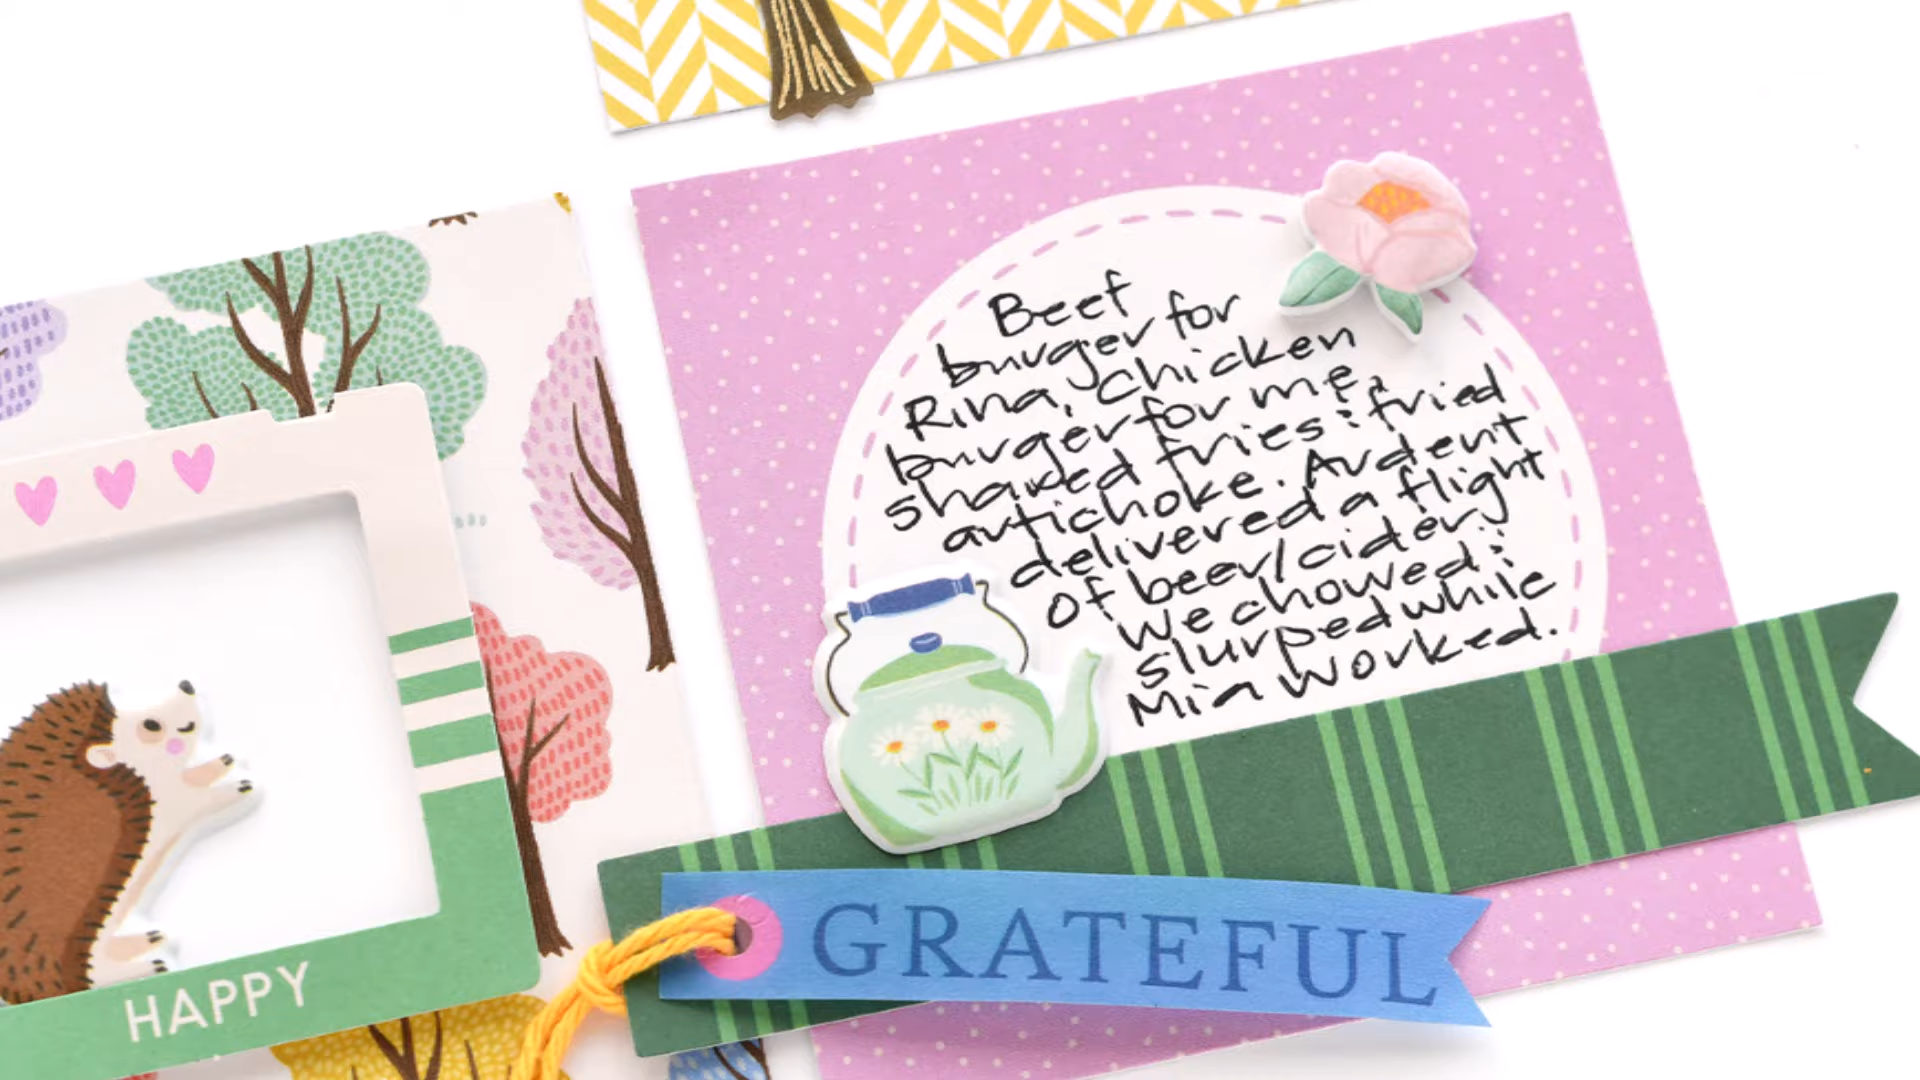 Beef
burger for
Rina, Chicken
burger for me,
shared fries & fried
artichoke. Ardent
delivered a flight
of beer/cider.
We chowed &
slurped while
Mia worked.
GRATEFUL
HAPPY